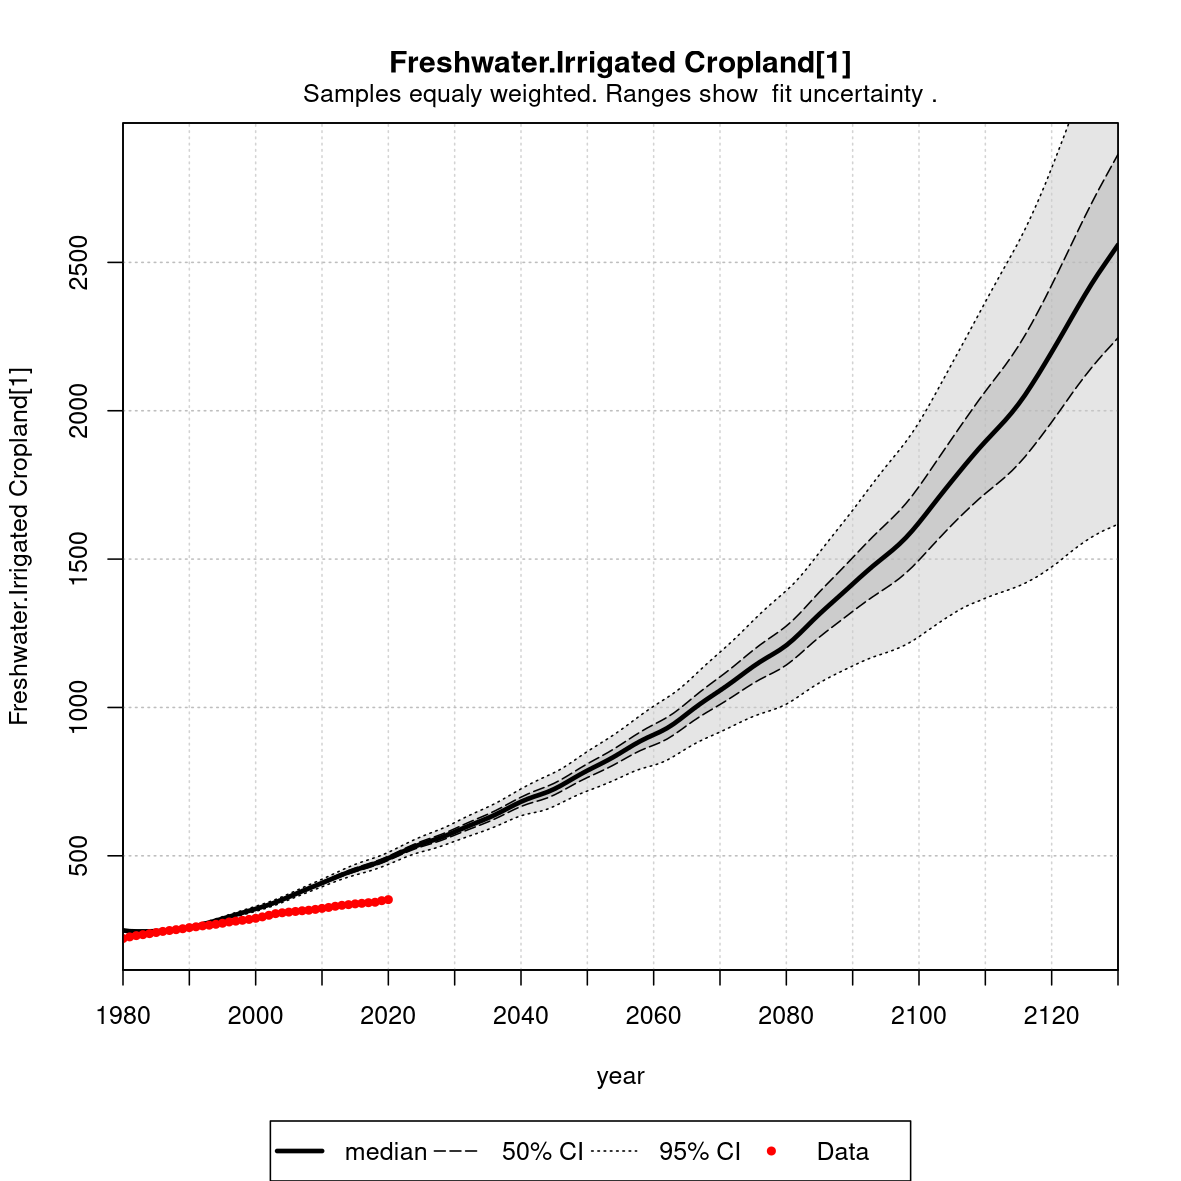 Freshwater.Irrigated Cropland[1]
Samples equaly weighted. Ranges show  fit uncertainty .
Freshwater.Irrigated Cropland[1]
2500
2000
1500
1000
500
1980 2000 2020 2040 2060 2080 2100 2120
year
median 50% CI 95% CI Data